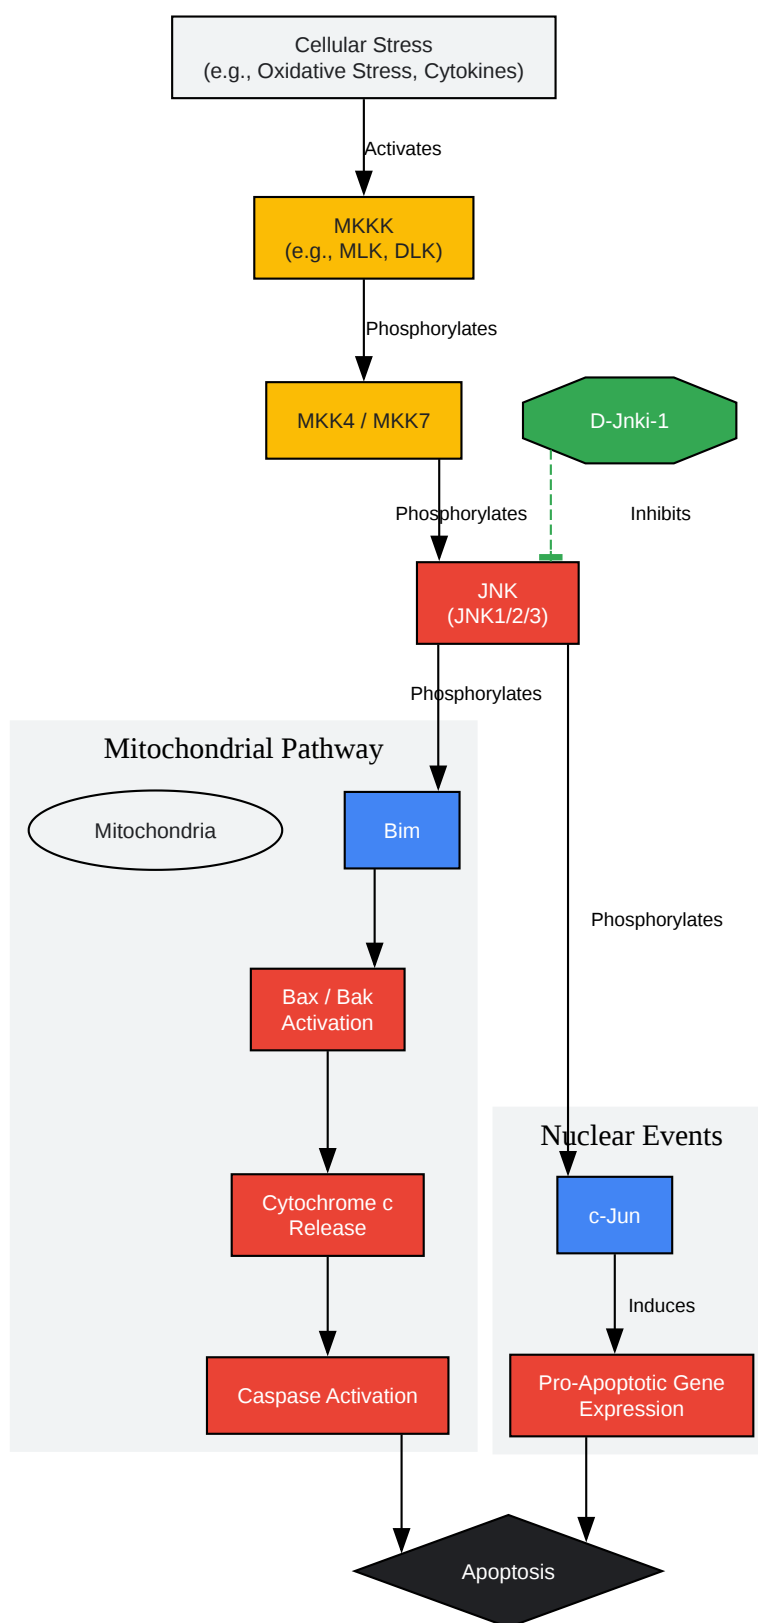 Cellular Stress
(e.g., Oxidative Stress, Cytokines)
Activates
MKKK
(e.g., MLK, DLK)
Phosphorylates
MKK4 / MKK7
D-Jnki-1
Phosphorylates
Inhibits
JNK
(JNK1/2/3)
Phosphorylates
Mitochondrial Pathway
Mitochondria
Bim
Phosphorylates
Bax / Bak
Activation
Nuclear Events
Cytochrome c
Release
c-Jun
Induces
Caspase Activation
Pro-Apoptotic Gene
Expression
Apoptosis